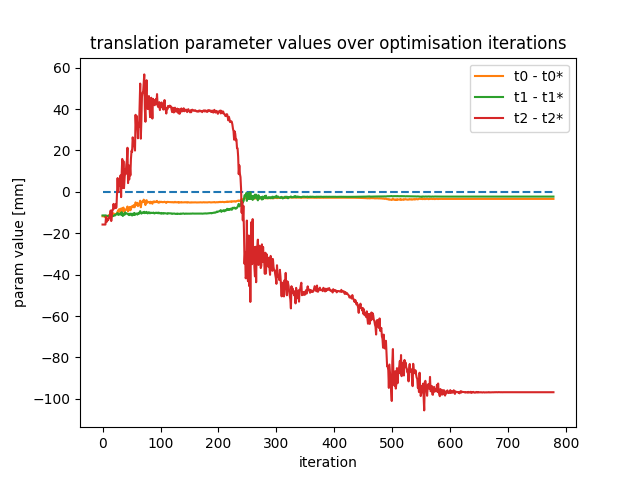 translation parameter values over optimisation iterations
t0 - t0*
t1 - t1*
t2 - t2*
param value [mm]
60
40
20
0
−20
−40
−60
−80
−100
0 100 200 300 400 500 600 700 800
iteration